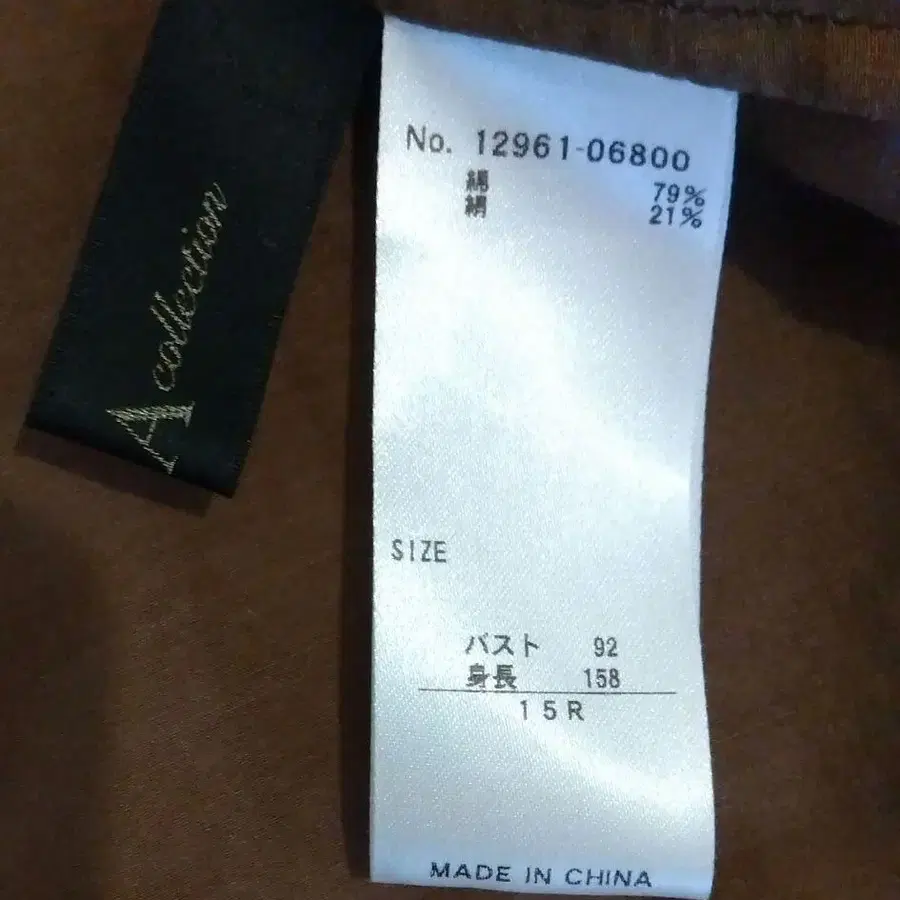 A collection
No. 12961-06800
綿 79%
絹 21%
SIZE
バスト 92
身長 158
15R
MADE IN CHINA